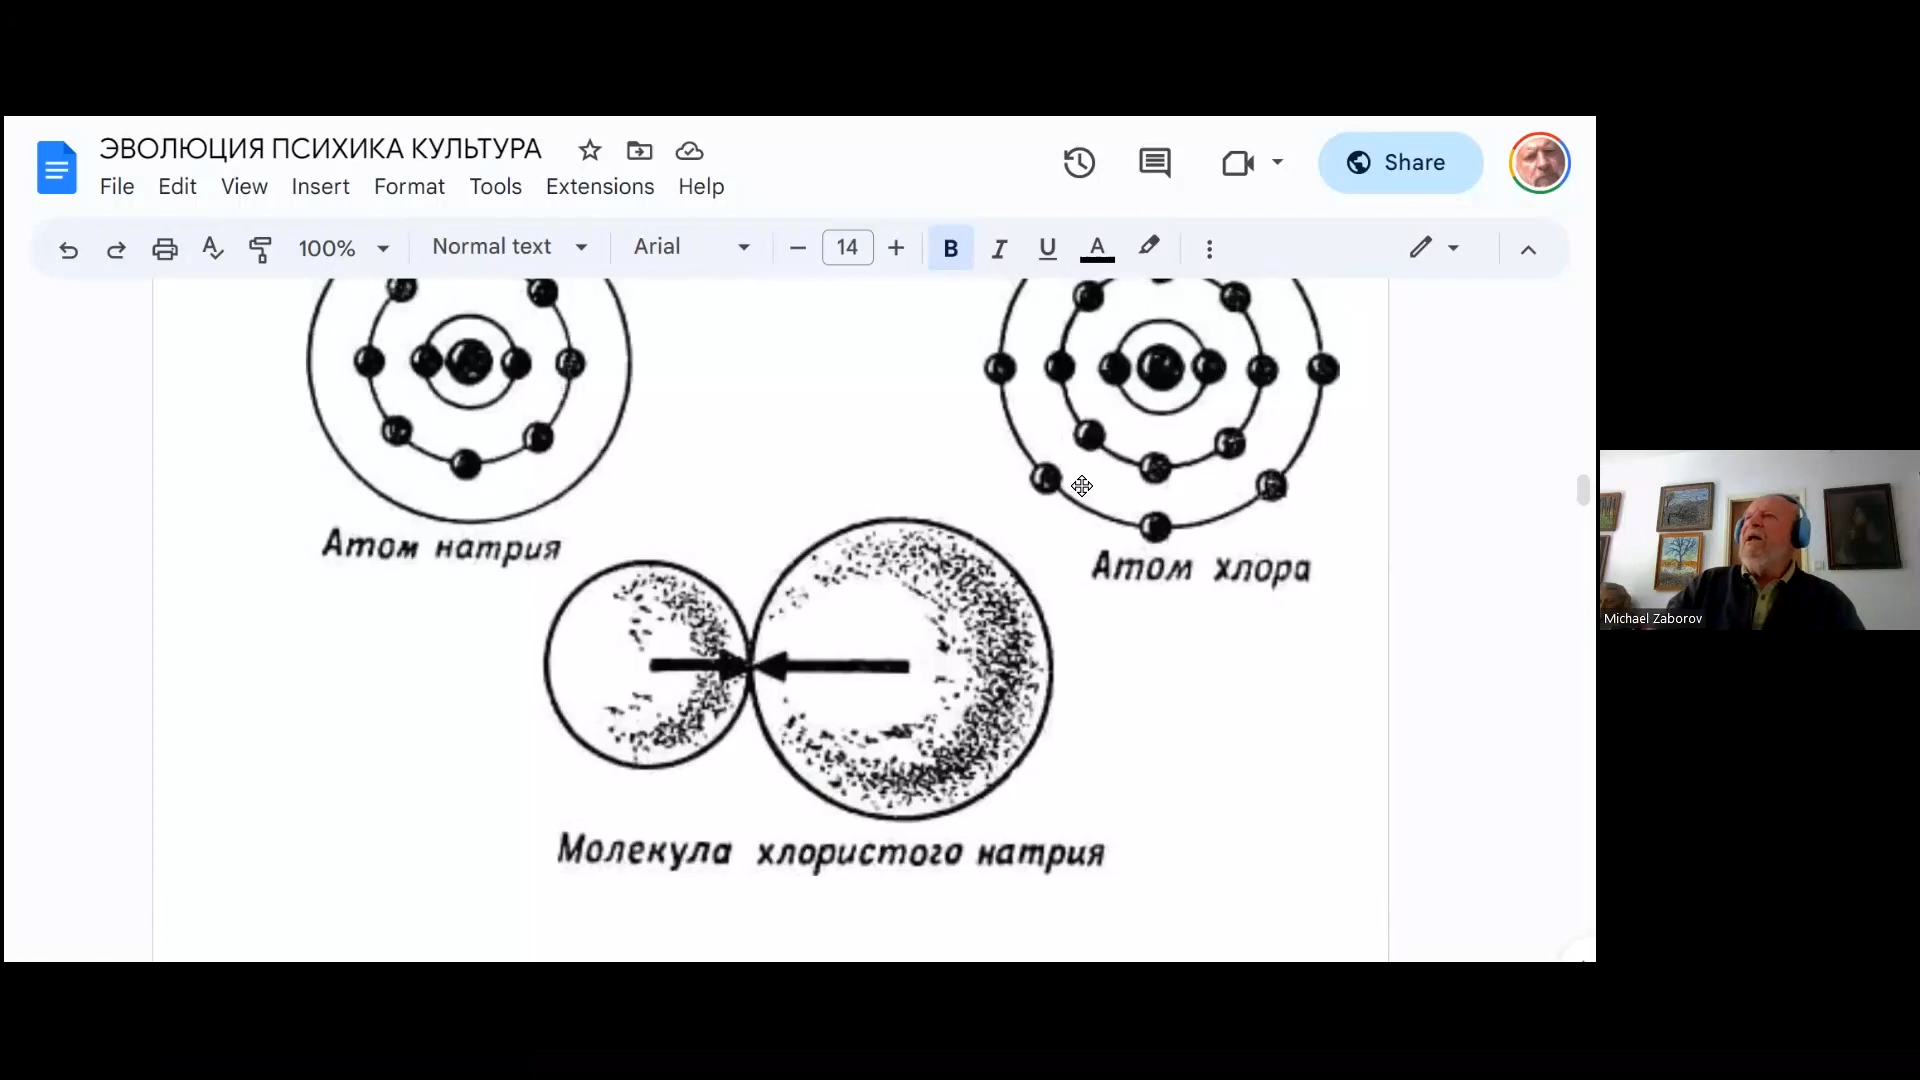 ЭВОЛЮЦИЯ ПСИХИКА КУЛЬТУРА
File Edit View Insert Format Tools Extensions Help
Share
100% Normal text Arial 14 B I U A
Атом натрия
Атом хлора
Молекула хлористого натрия
Michael Zaborov